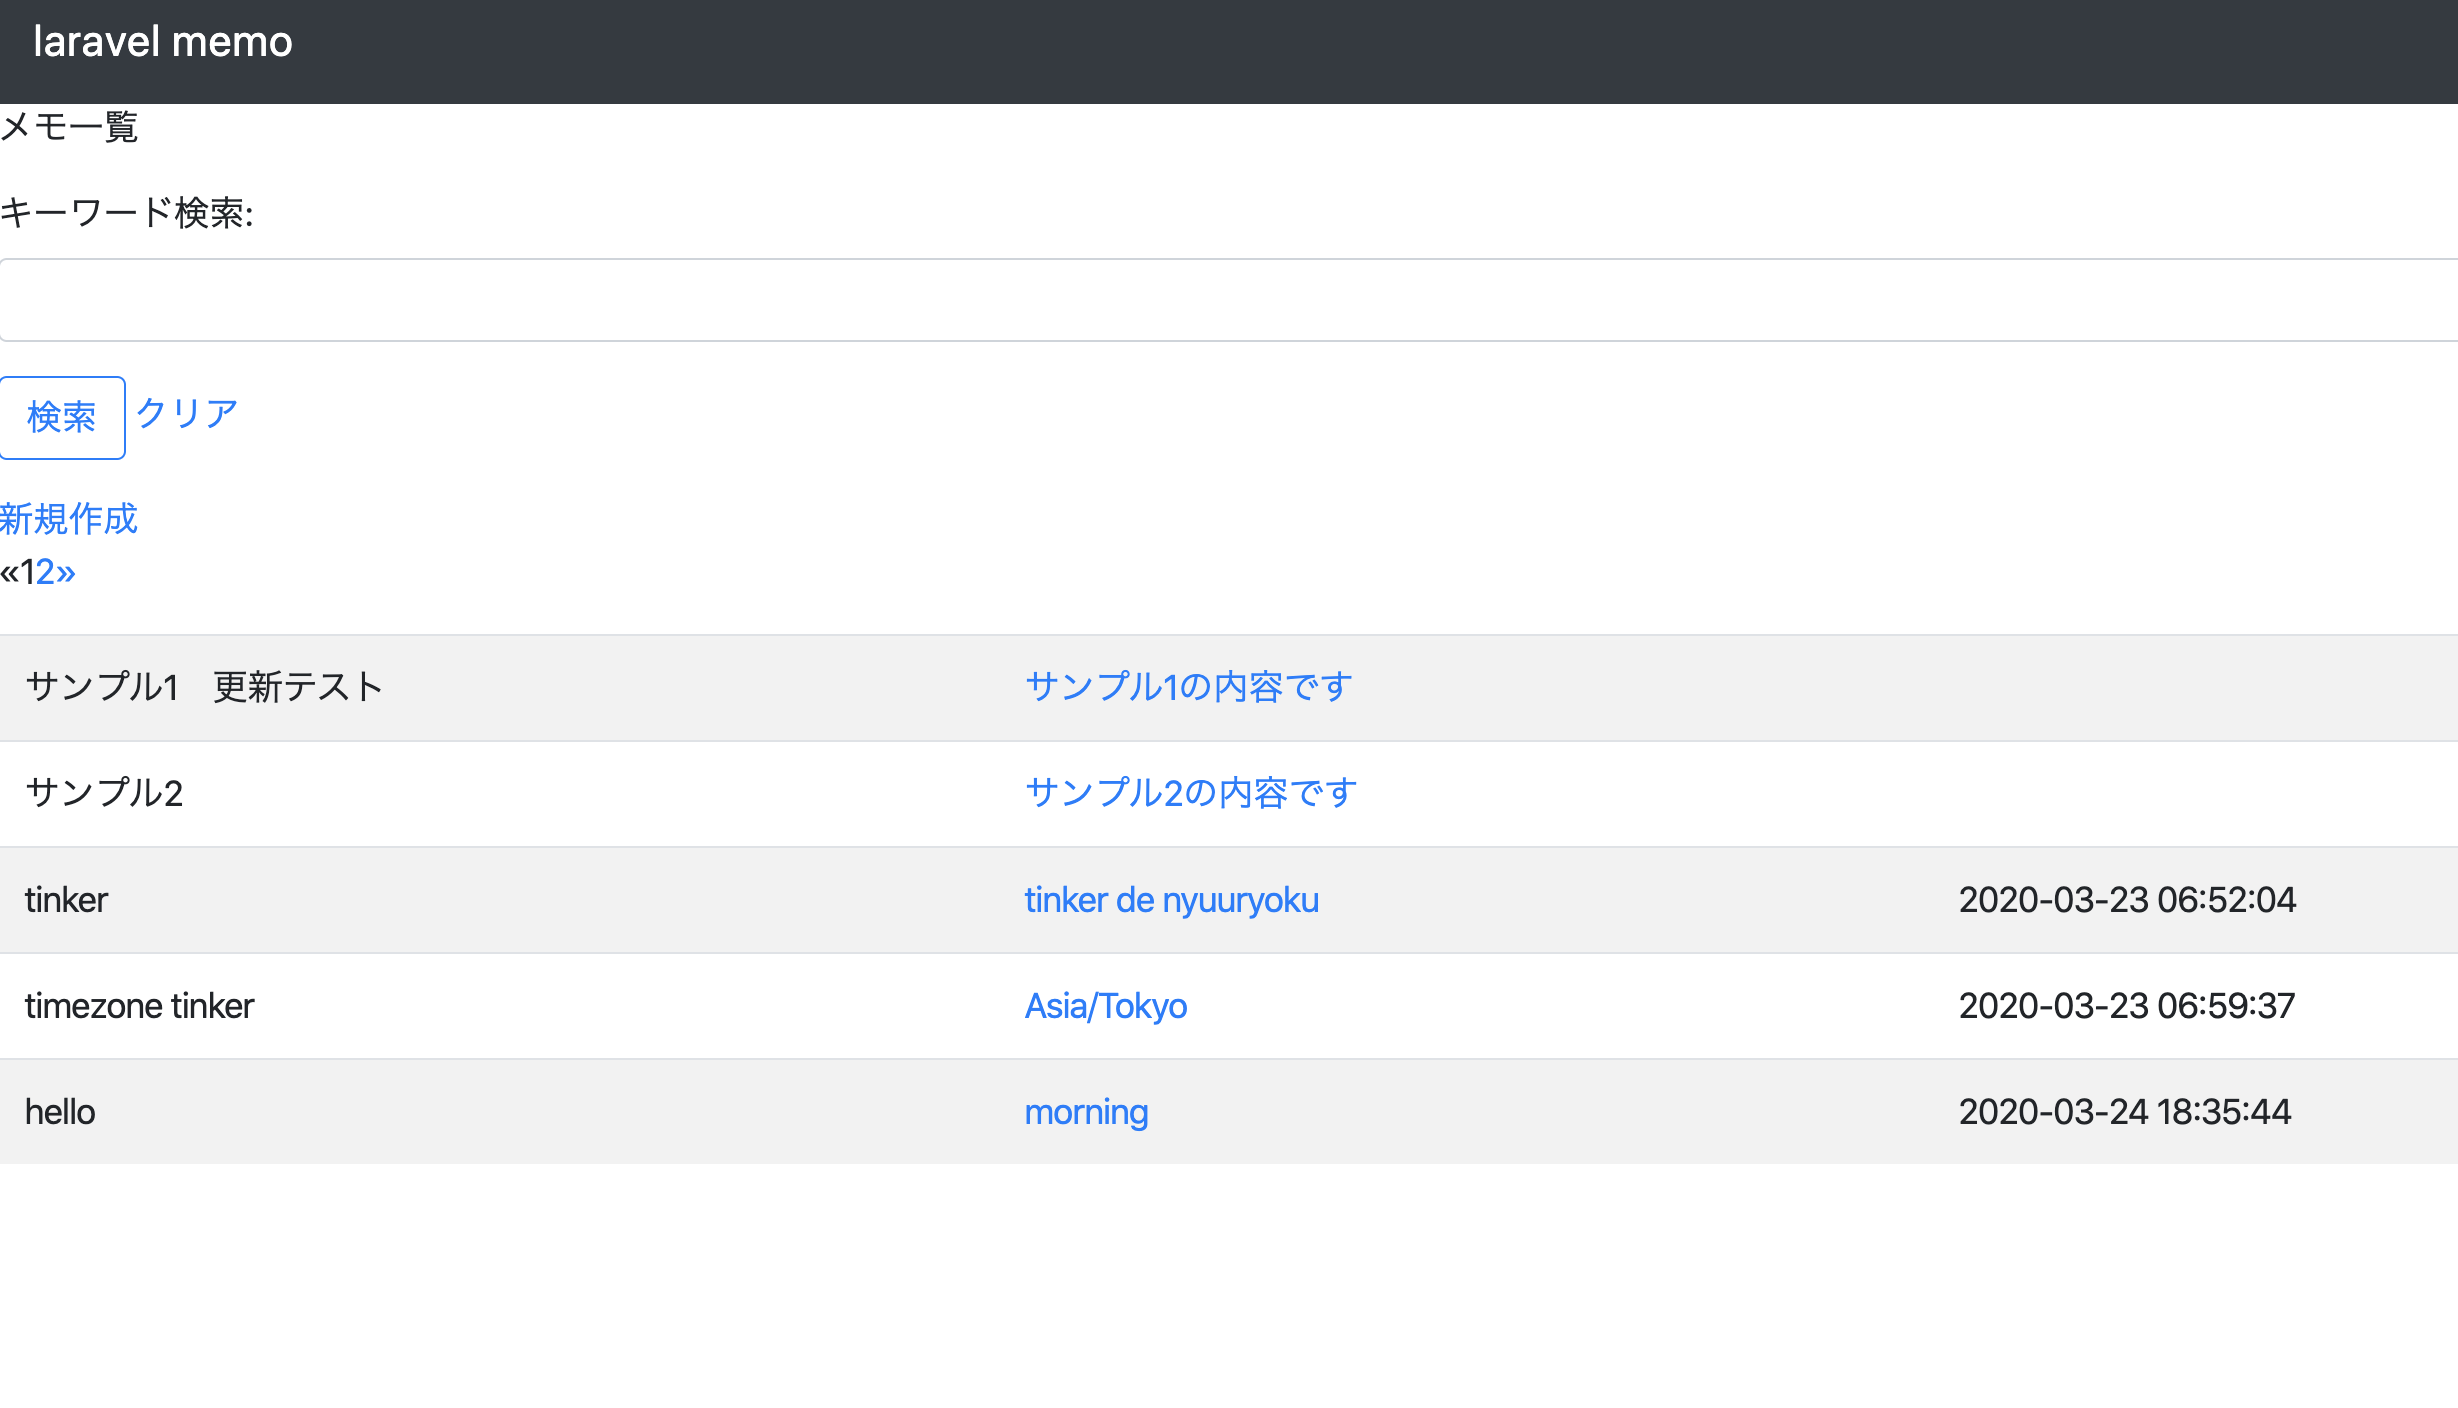 laravel memo
メモ一覧
キーワード検索:
検索 クリア
新規作成
«12»
サンプル1　更新テスト サンプル1の内容です
サンプル2 サンプル2の内容です
tinker tinker de nyuuryoku 2020-03-23 06:52:04
timezone tinker Asia/Tokyo 2020-03-23 06:59:37
hello morning 2020-03-24 18:35:44